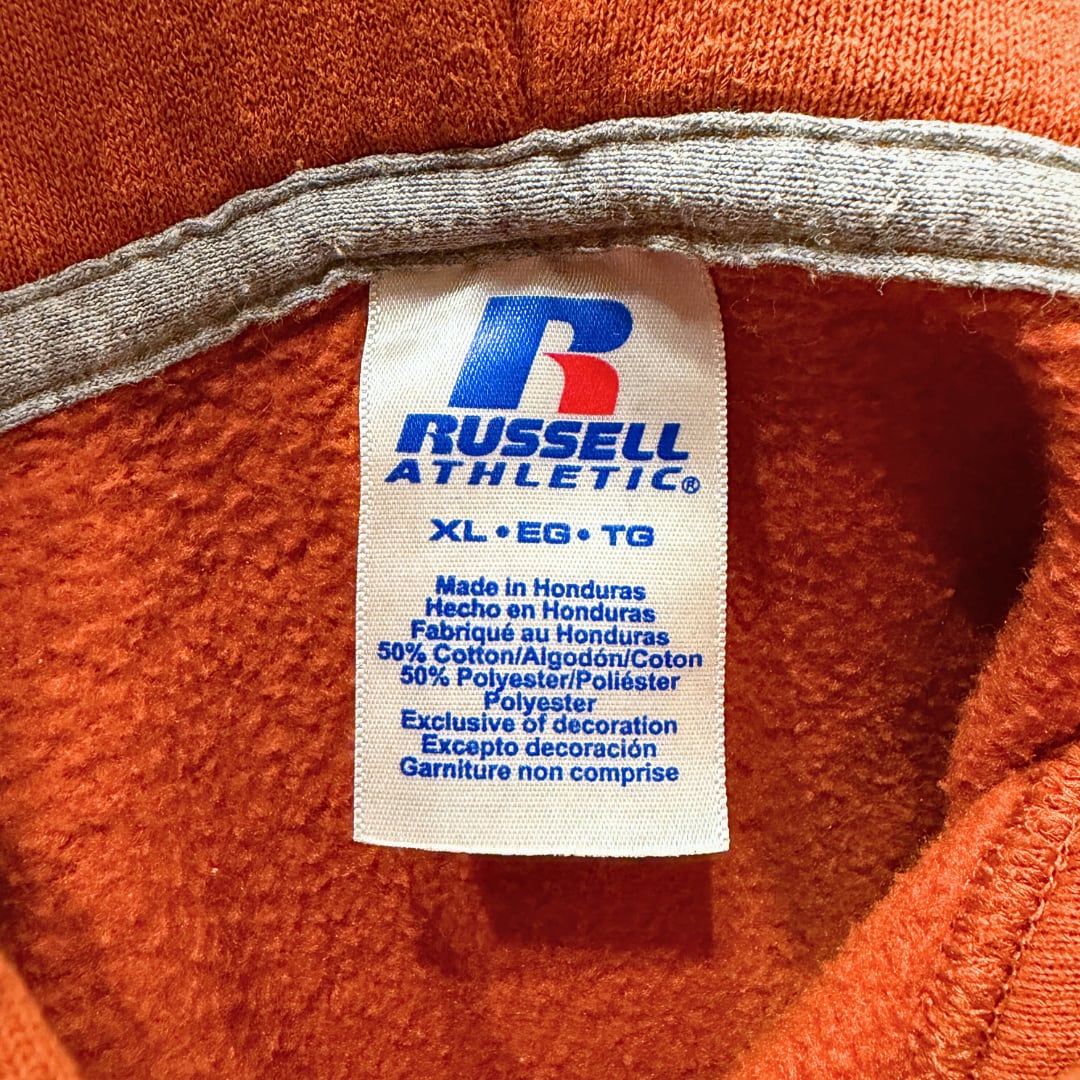 R
RUSSELL
ATHLETIC®
XL • EG • TG
Made in Honduras
Hecho en Honduras
Fabriqué au Honduras
50% Cotton/Algodón/Coton
50% Polyester/Poliéster
Polyester
Exclusive of decoration
Excepto decoración
Garniture non comprise